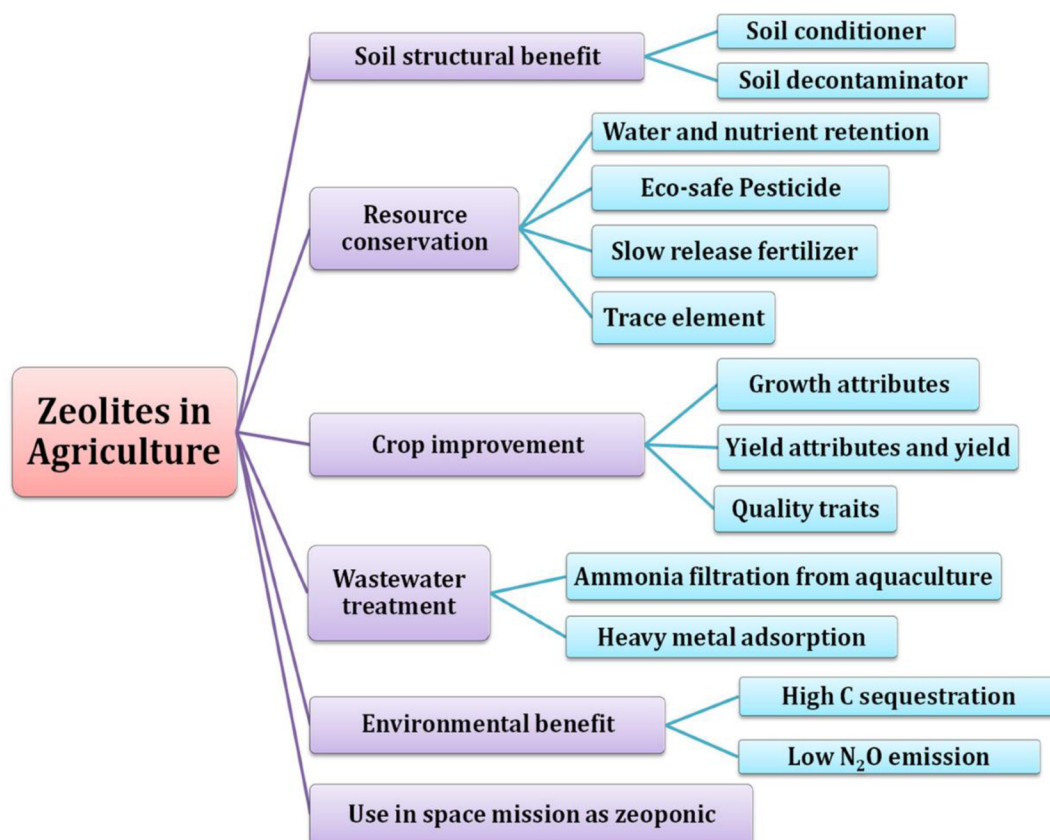 Zeolites in
Agriculture
Soil structural benefit
Soil conditioner
Soil decontaminator
Resource
conservation
Water and nutrient retention
Eco-safe Pesticide
Slow release fertilizer
Trace element
Crop improvement
Growth attributes
Yield attributes and yield
Quality traits
Wastewater
treatment
Ammonia filtration from aquaculture
Heavy metal adsorption
Environmental benefit
High C sequestration
Low N₂O emission
Use in space mission as zeoponic